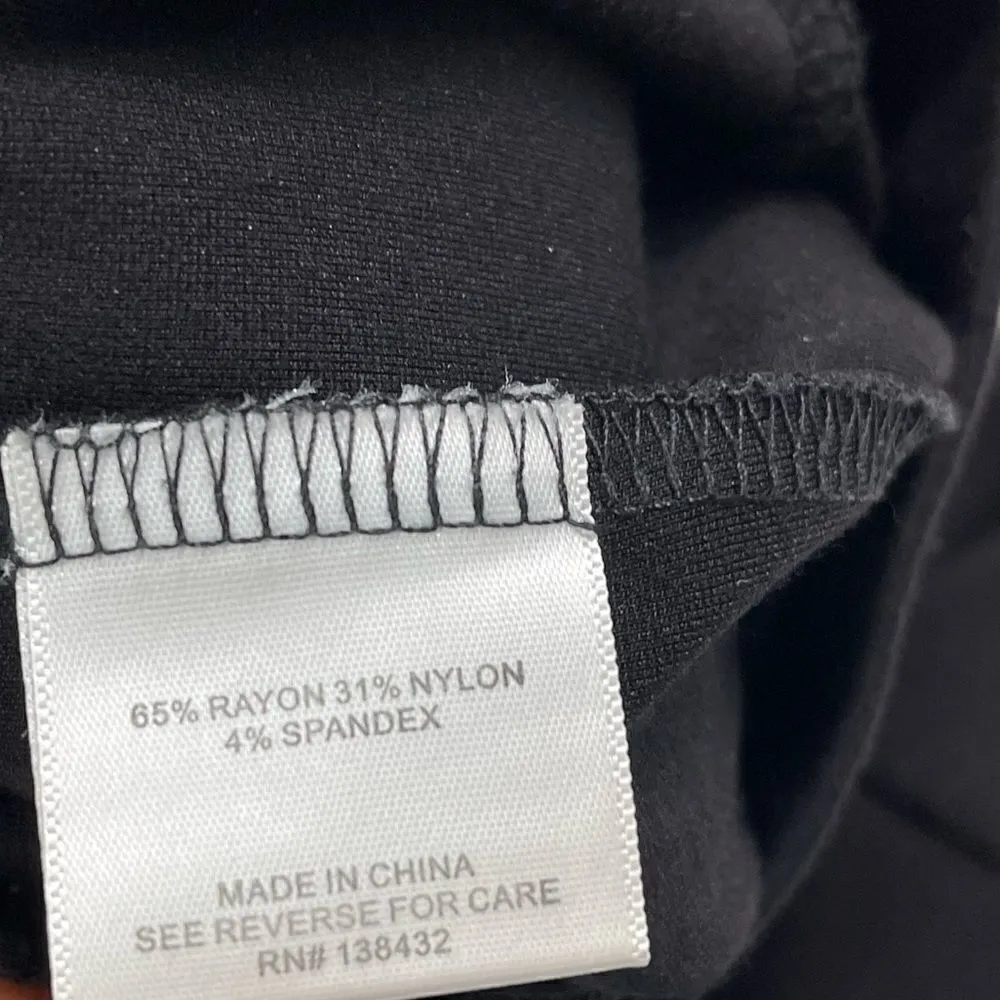 65% RAYON 31% NYLON
4% SPANDEX
MADE IN CHINA
SEE REVERSE FOR CARE
RN# 138432